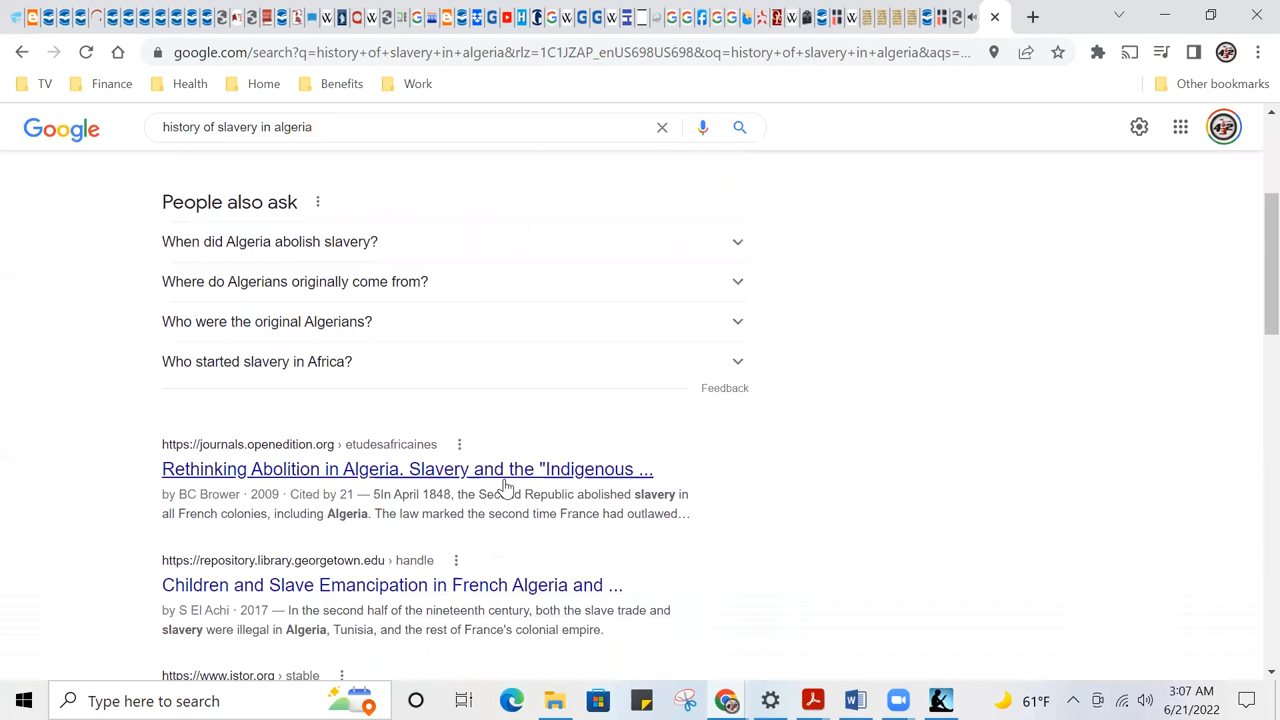 google.com/search?q=history+of+slavery+in+algeria&rlz=1C1JZAP_enUS698US698&oq=history+of+slavery+in+algeria&aqs=...
TV
Finance
Health
Home
Benefits
Work
Other bookmarks
Google
history of slavery in algeria
People also ask
When did Algeria abolish slavery?
Where do Algerians originally come from?
Who were the original Algerians?
Who started slavery in Africa?
Feedback
https://journals.openedition.org › etudesafricaines
Rethinking Abolition in Algeria. Slavery and the "Indigenous ...
by BC Brower · 2009 · Cited by 21 — 5In April 1848, the Second Republic abolished slavery in
all French colonies, including Algeria. The law marked the second time France had outlawed...
https://repository.library.georgetown.edu › handle
Children and Slave Emancipation in French Algeria and ...
by S El Achi · 2017 — In the second half of the nineteenth century, both the slave trade and
slavery were illegal in Algeria, Tunisia, and the rest of France's colonial empire.
https://www.jstor.org › stable
Type here to search
61°F
3:07 AM
6/21/2022